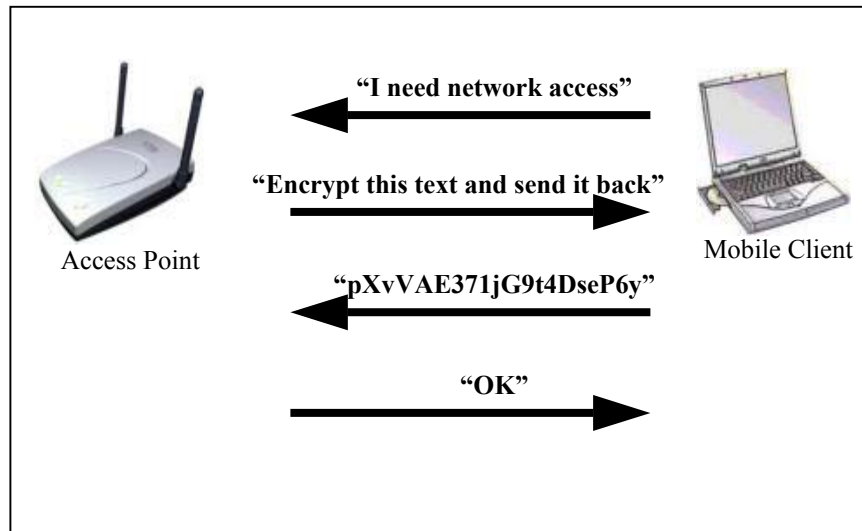 “I need network access”
“Encrypt this text and send it back”
Access Point
Mobile Client
“pXvVAE371jG9t4DseP6y”
“OK”